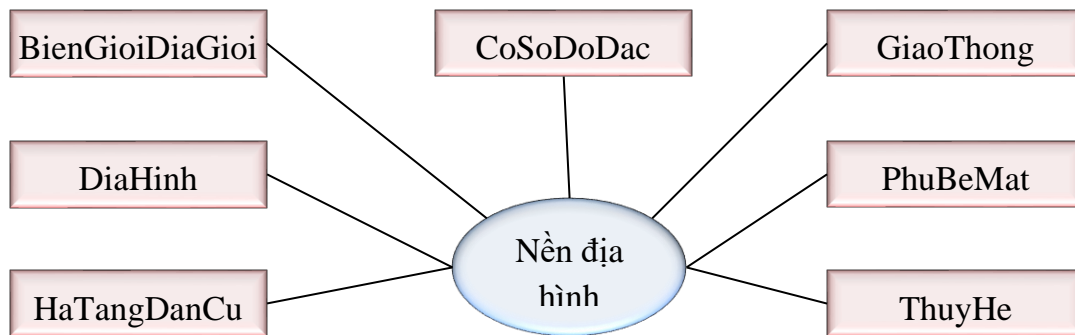 BienGioiDiaGioi
CoSoDoDac
GiaoThong
DiaHinh
PhuBeMat
Nền địa
hình
HaTangDanCu
ThuyHe